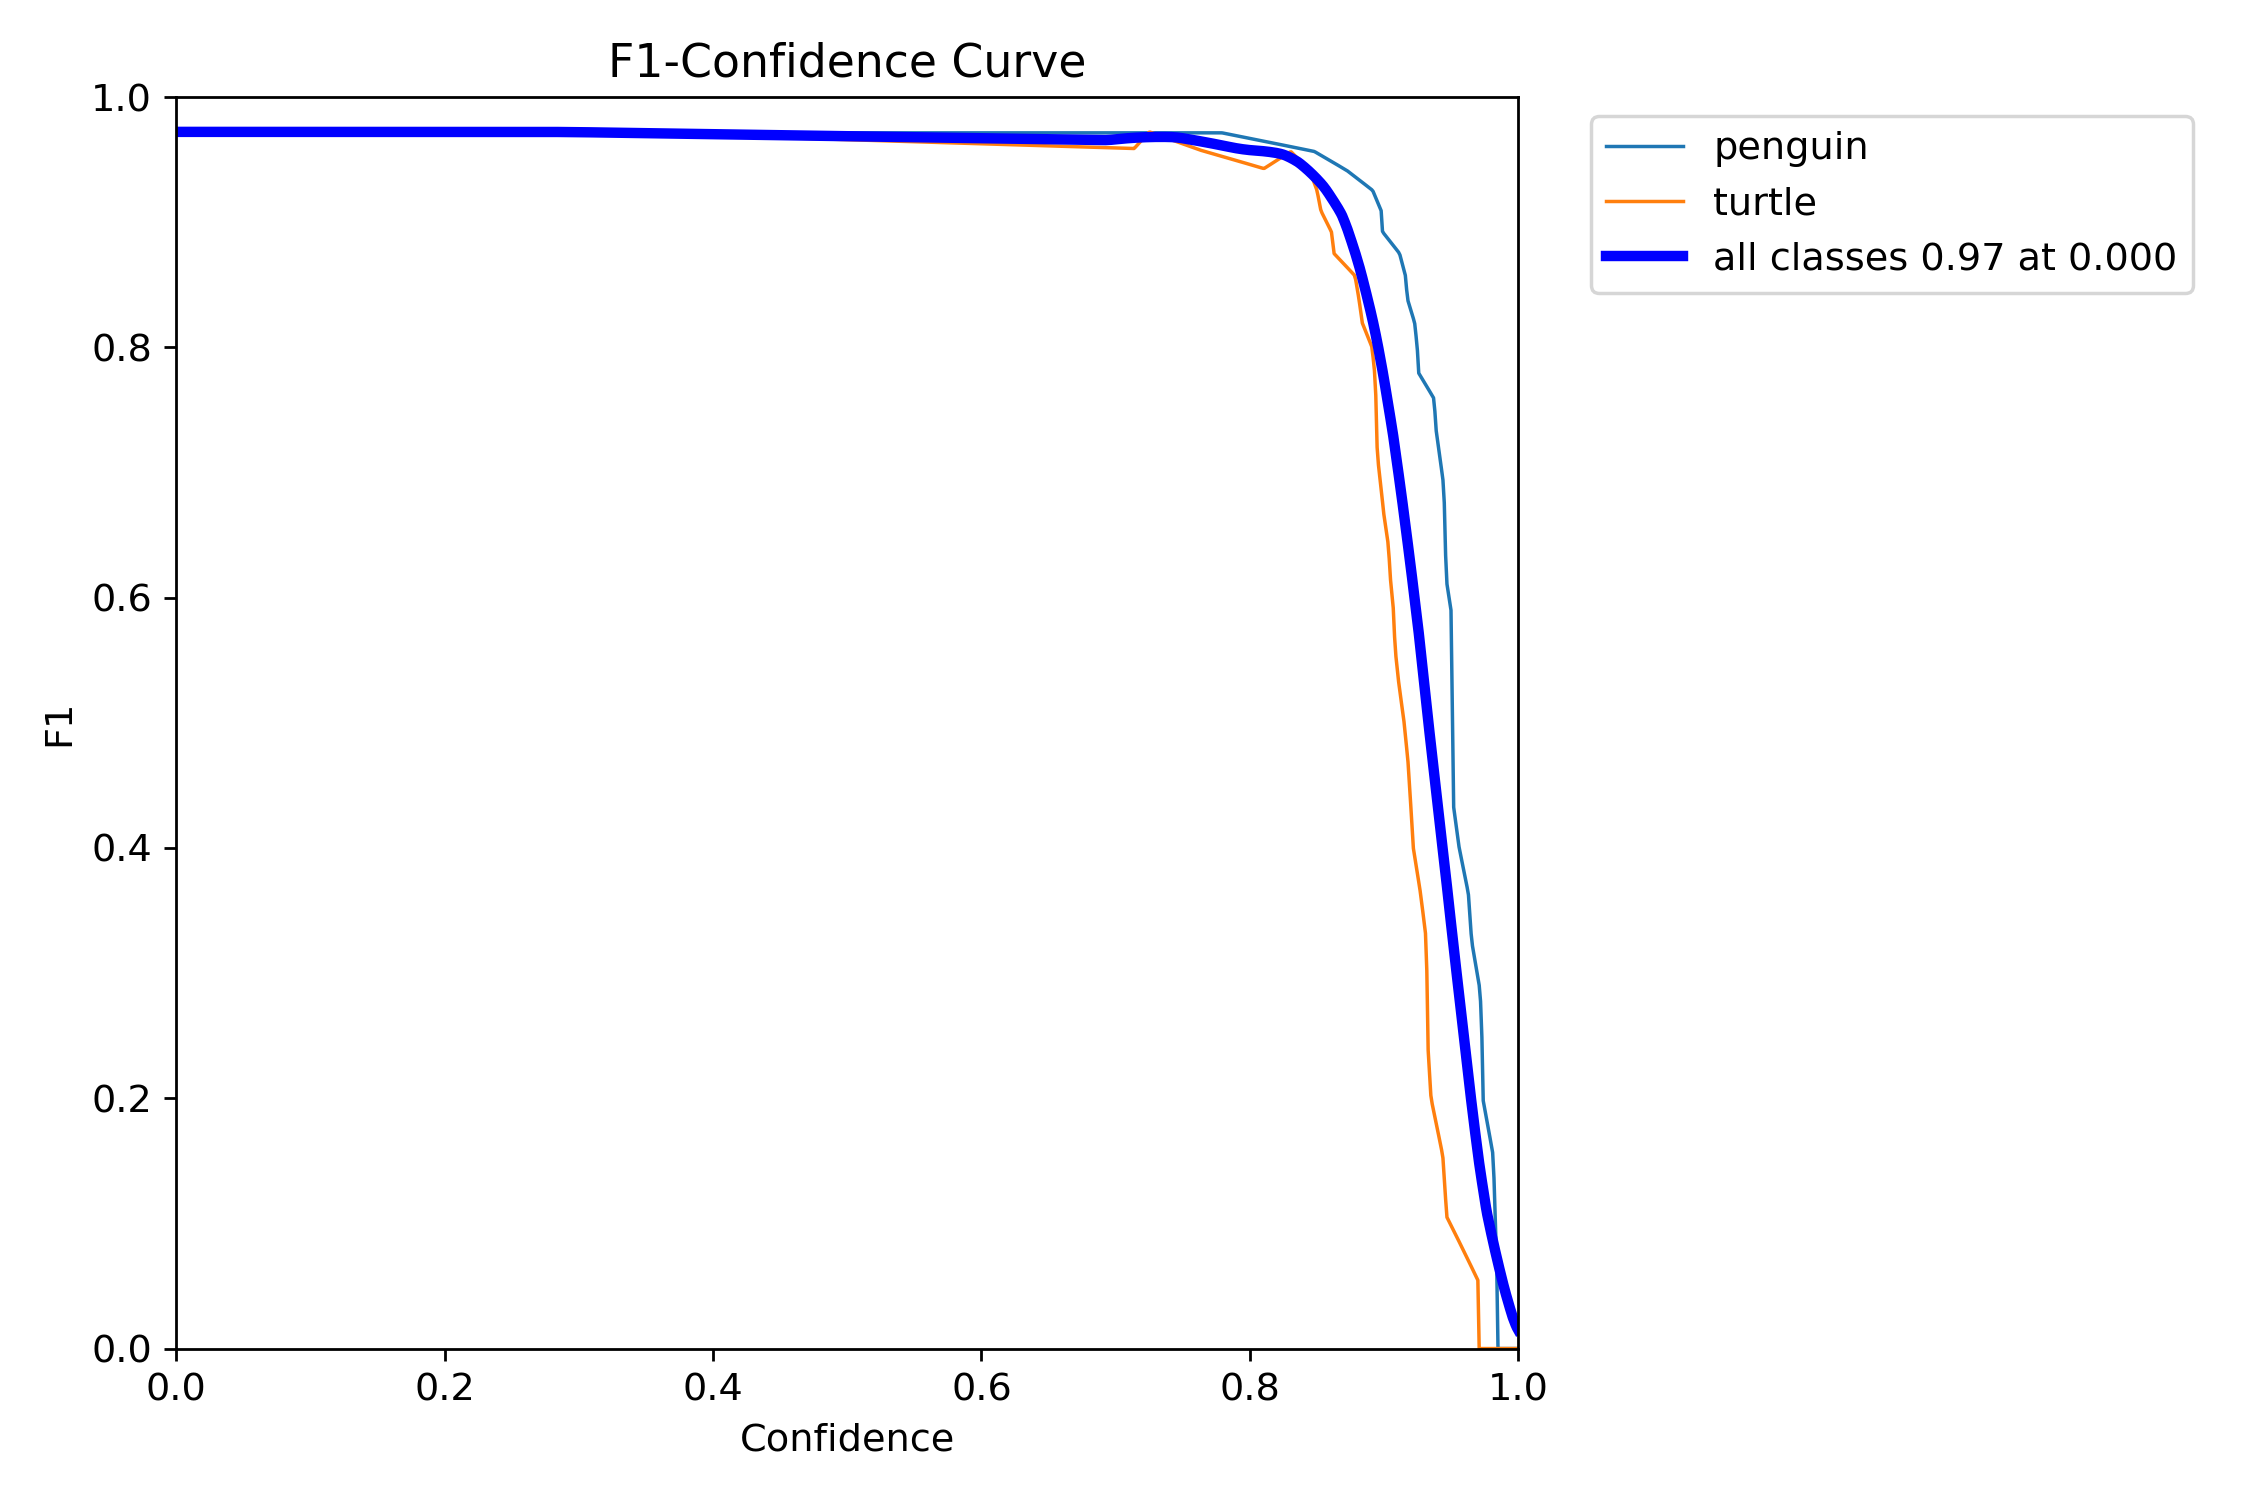 F1-Confidence Curve
penguin
turtle
all classes 0.97 at 0.000
1.0
0.8
0.6
0.4
0.2
0.0
F1
0.0 0.2 0.4 0.6 0.8 1.0
Confidence